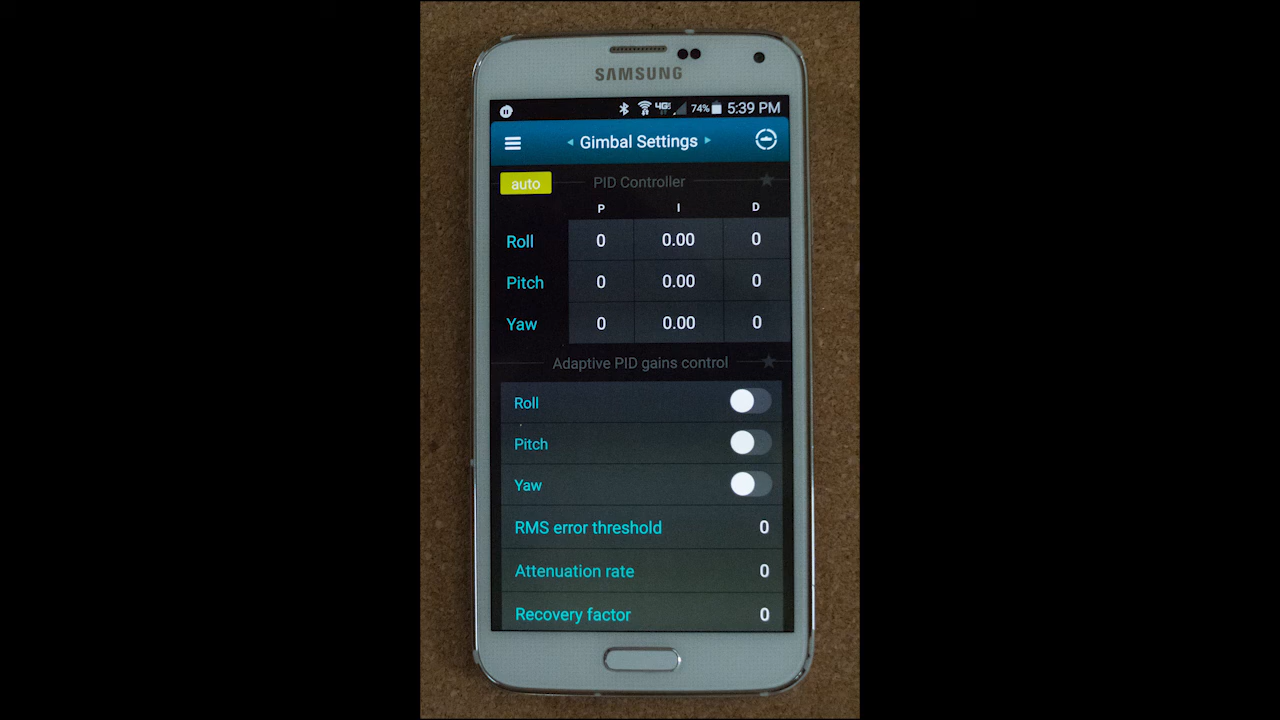 SAMSUNG
4G 74% 5:39 PM
Gimbal Settings
auto PID Controller
P I D
Roll 0 0.00 0
Pitch 0 0.00 0
Yaw 0 0.00 0
Adaptive PID gains control
Roll
Pitch
Yaw
RMS error threshold 0
Attenuation rate 0
Recovery factor 0